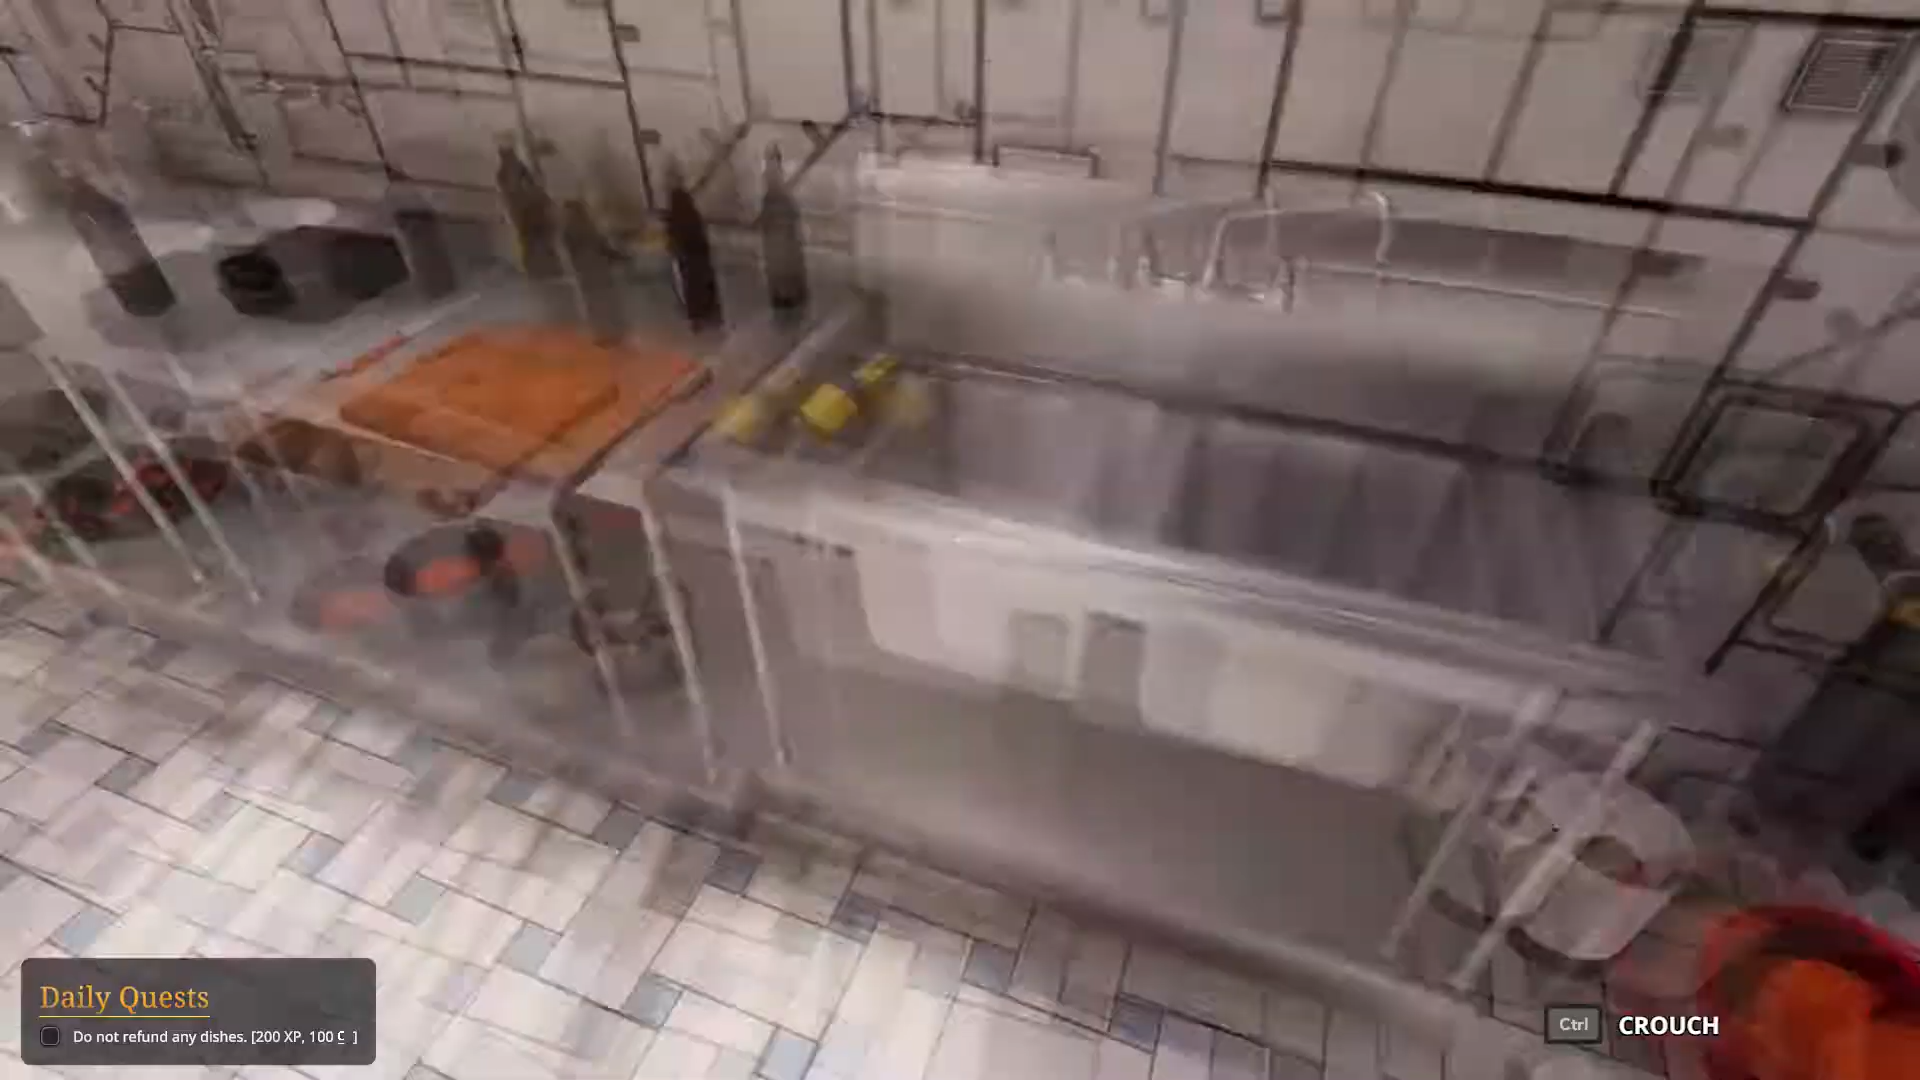 Daily Quests
Do not refund any dishes. [200 XP, 100 C ]
Ctrl CROUCH